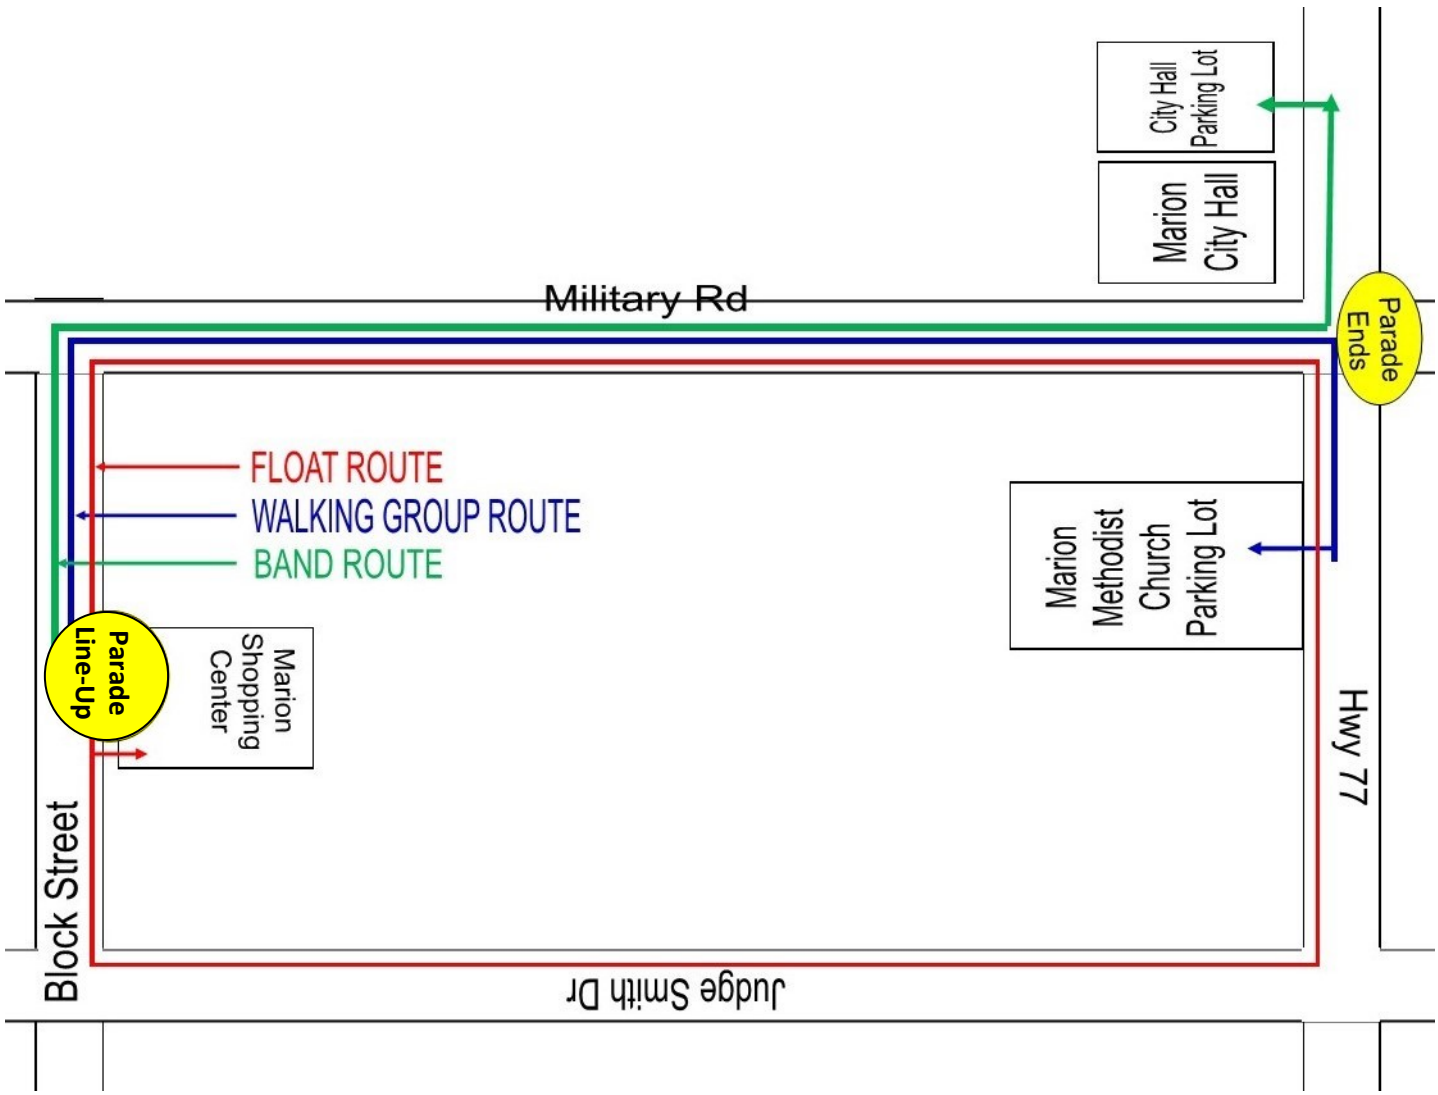 City Hall
Parking Lot
Marion
City Hall
Military Rd
Parade
Ends
FLOAT ROUTE
WALKING GROUP ROUTE
BAND ROUTE
Marion
Methodist
Church
Parking Lot
Parade
Line-Up
Marion
Shopping
Center
Hwy 77
Block Street
Judge Smith Dr